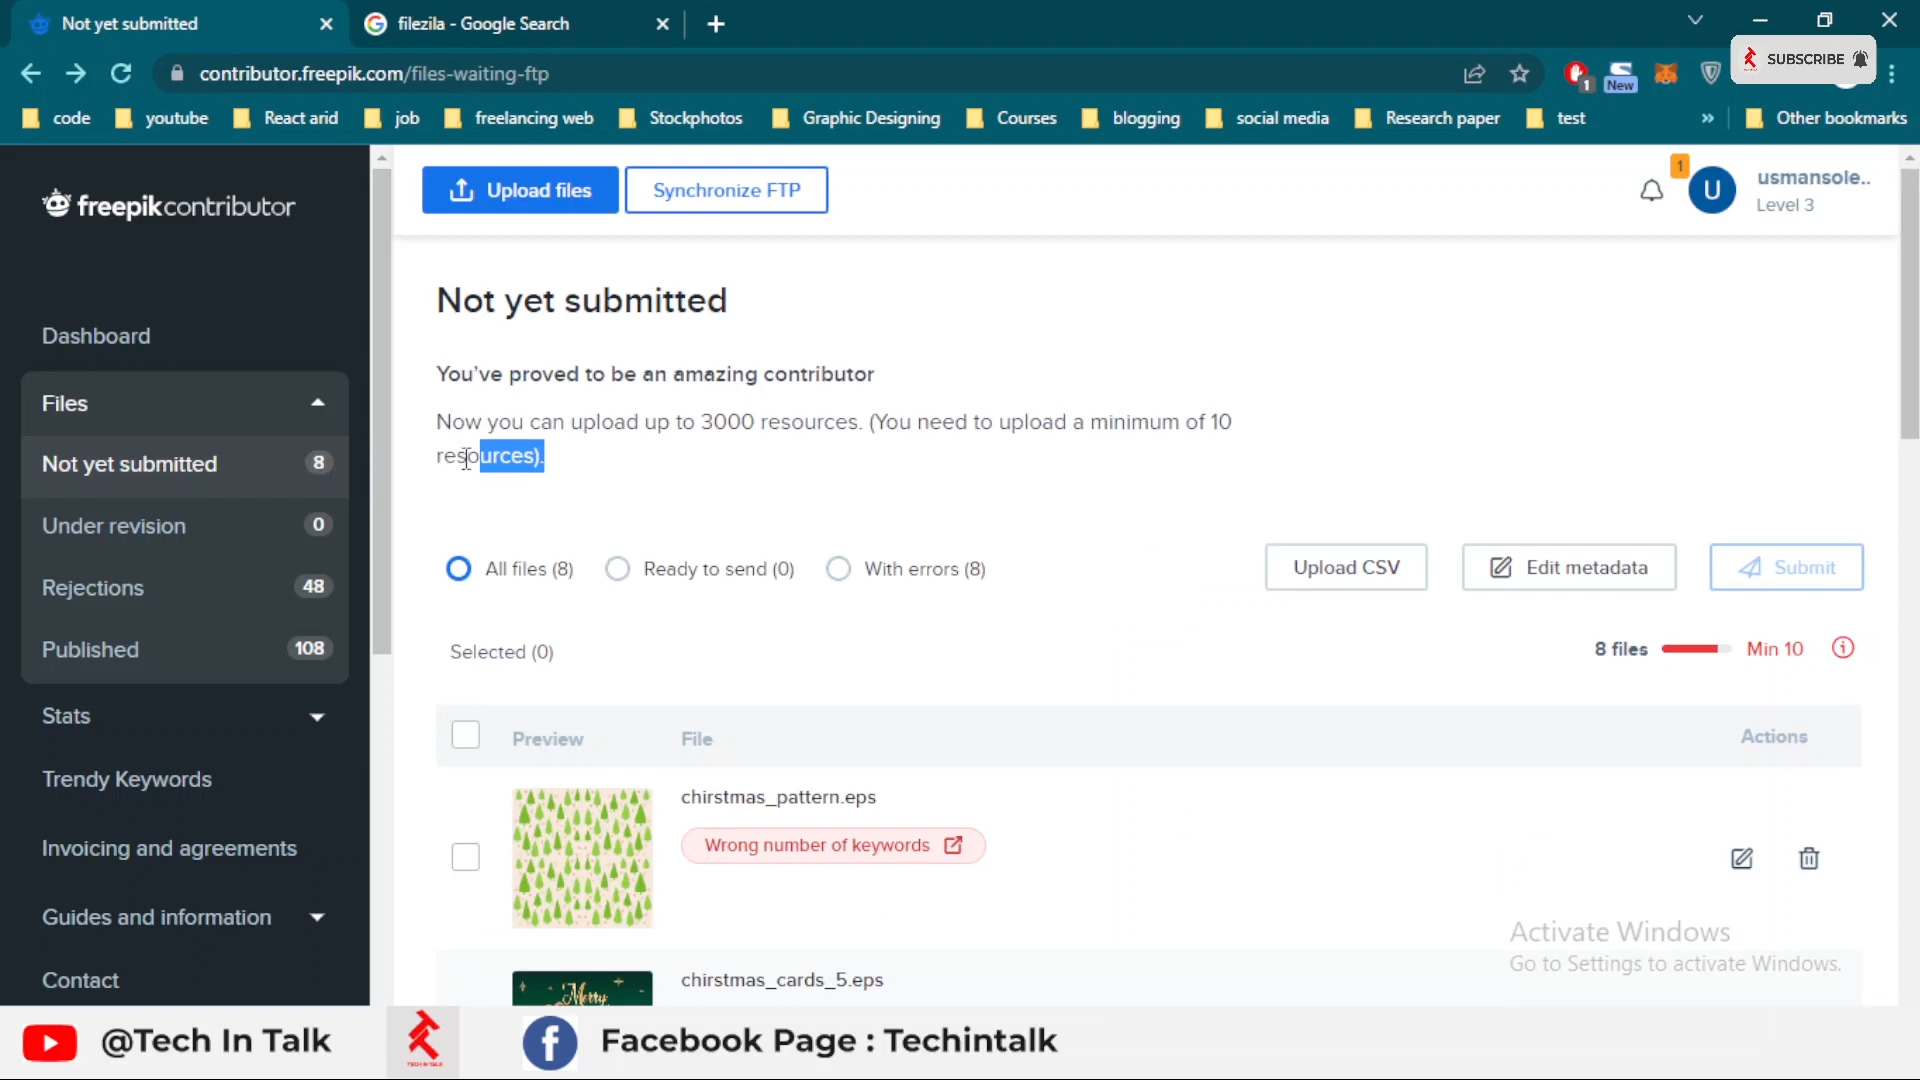 Not yet submitted
filezila - Google Search
contributor.freepik.com/files-waiting-ftp
1
New
SUBSCRIBE
code
youtube
React arid
job
freelancing web
Stockphotos
Graphic Designing
Courses
blogging
social media
Research paper
test
»
Other bookmarks
freepikcontributor
Upload files
Synchronize FTP
1
U
usmansole..
Level 3
Dashboard
Files
Not yet submitted 8
Under revision 0
Rejections 48
Published 108
Stats
Trendy Keywords
Invoicing and agreements
Guides and information
Contact
Not yet submitted
You've proved to be an amazing contributor
Now you can upload up to 3000 resources. (You need to upload a minimum of 10
resources).
All files (8)
Ready to send (0)
With errors (8)
Upload CSV
Edit metadata
Submit
Selected (0)
8 files
Min 10
Preview
File
Actions
chirstmas_pattern.eps
Wrong number of keywords
chirstmas_cards_5.eps
Merry
Activate Windows
Go to Settings to activate Windows.
@Tech In Talk
TECH IN TALK
Facebook Page : Techintalk